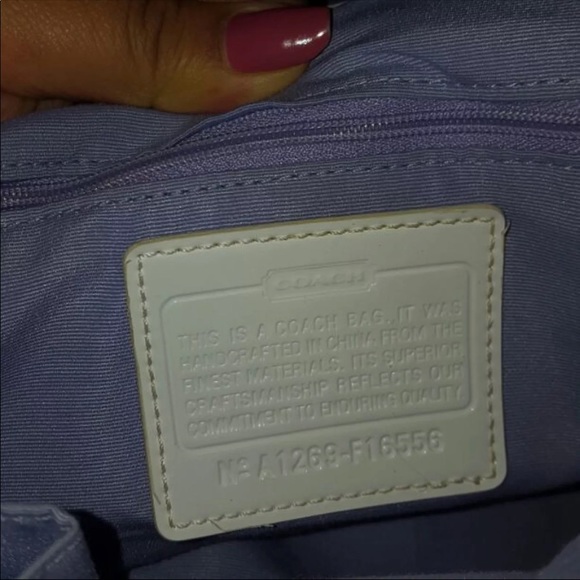 COACH
THIS IS A COACH BAG. IT WAS
HANDCRAFTED IN CHINA FROM THE
FINEST MATERIALS. ITS SUPERIOR
CRAFTSMANSHIP REFLECTS OUR
COMMITMENT TO ENDURING QUALITY.
Nº A1269-F16556